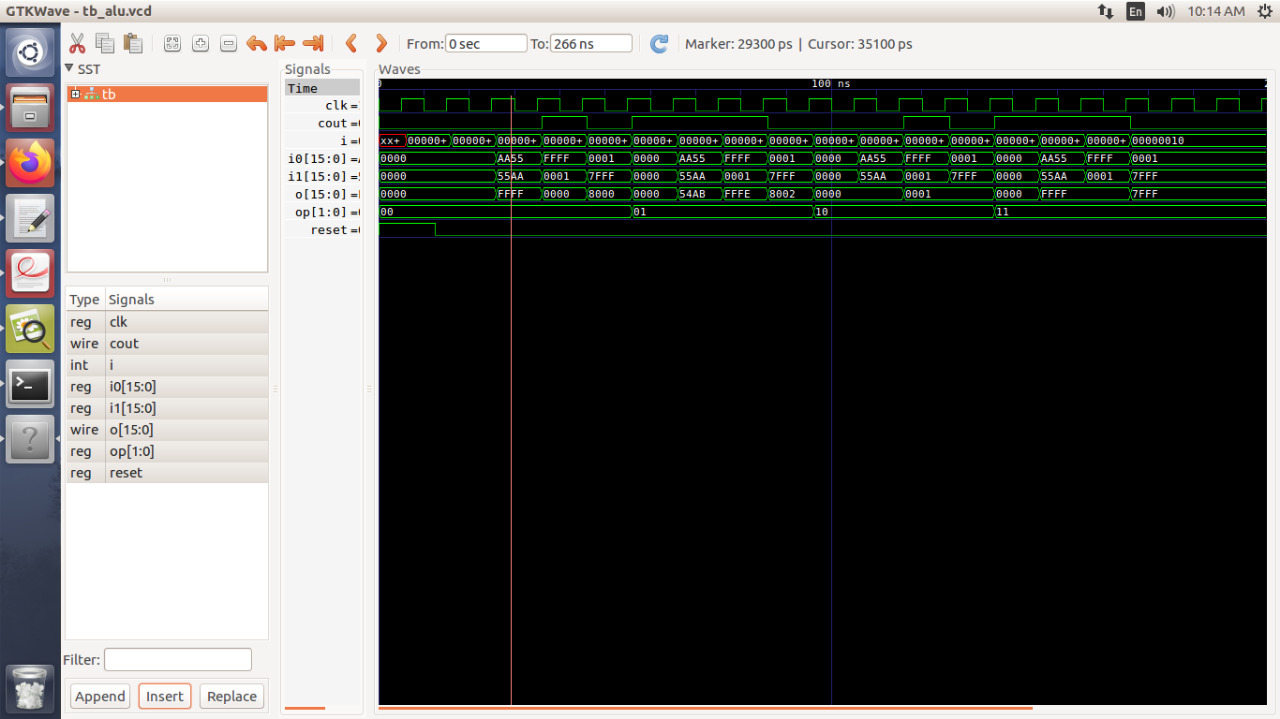 GTKWave - tb_alu.vcd En 10:14 AM
From: 0 sec To: 266 ns Marker: 29300 ps | Cursor: 35100 ps
SST
tb
Type Signals
reg clk
wire cout
int i
reg i0[15:0]
reg i1[15:0]
wire o[15:0]
reg op[1:0]
reg reset
Filter:
Append Insert Replace
Signals
Time
clk =
cout =
i =
i0[15:0] =
i1[15:0] =
o[15:0] =
op[1:0] =
reset =
Waves
100 ns
xx+ 00000+ 00000+ 00000+ 00000+ 00000+ 00000+ 00000+ 00000+ 00000+ 00000+ 00000+ 00000+ 00000+ 00000+ 00000+ 00000+ 00000010
0000 AA55 FFFF 0001 0000 AA55 FFFF 0001 0000 AA55 FFFF 0001 0000 AA55 FFFF 0001
0000 55AA 0001 7FFF 0000 55AA 0001 7FFF 0000 55AA 0001 7FFF 0000 55AA 0001 7FFF
0000 FFFF 0000 8000 0000 54AB FFFE 8002 0000 0001 0000 FFFF 7FFF
00 01 10 11